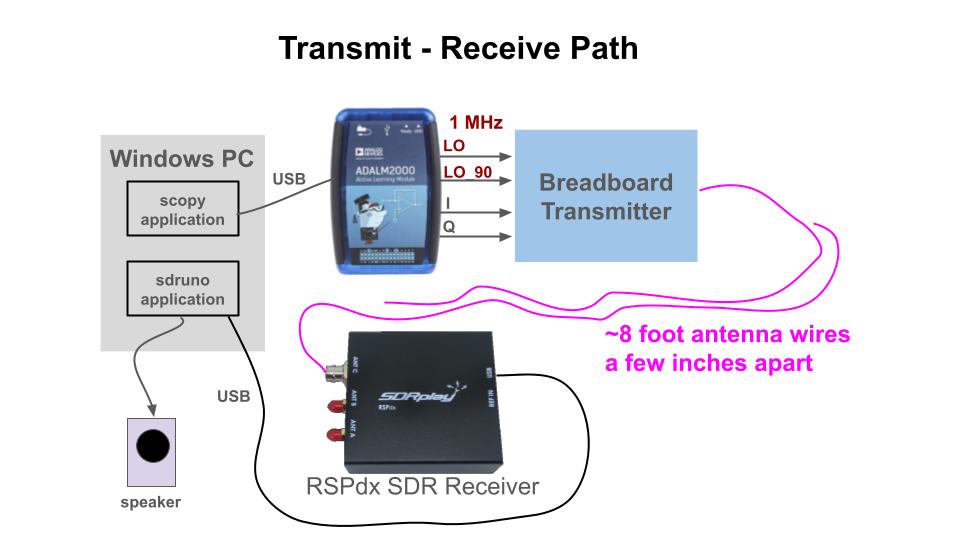 Transmit - Receive Path
Windows PC
scopy
application
USB
ANALOG
DEVICES
ADALM2000
Active Learning Module
1 MHz
LO
LO_90
I
Q
Breadboard
Transmitter
sdruno
application
~8 foot antenna wires
a few inches apart
USB
ANT C
ANT B
ANT A
SDRplay
RSPdx
USB
REF IN
RSPdx SDR Receiver
speaker